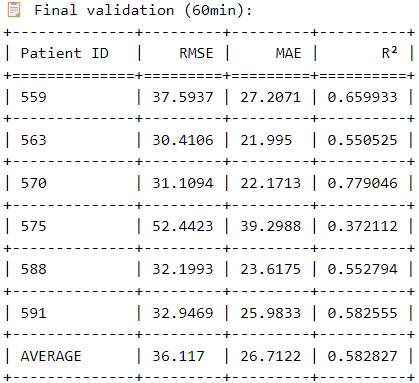 📋 Final validation (60min):
+--------------+---------+---------+----------+
| Patient ID   |    RMSE |     MAE |       R² |
+==============+=========+=========+==========+
| 559          | 37.5937 | 27.2071 | 0.659933 |
+--------------+---------+---------+----------+
| 563          | 30.4106 | 21.995  | 0.550525 |
+--------------+---------+---------+----------+
| 570          | 31.1094 | 22.1713 | 0.779046 |
+--------------+---------+---------+----------+
| 575          | 52.4423 | 39.2988 | 0.372112 |
+--------------+---------+---------+----------+
| 588          | 32.1993 | 23.6175 | 0.552794 |
+--------------+---------+---------+----------+
| 591          | 32.9469 | 25.9833 | 0.582555 |
+--------------+---------+---------+----------+
| AVERAGE      | 36.117  | 26.7122 | 0.582827 |
+--------------+---------+---------+----------+